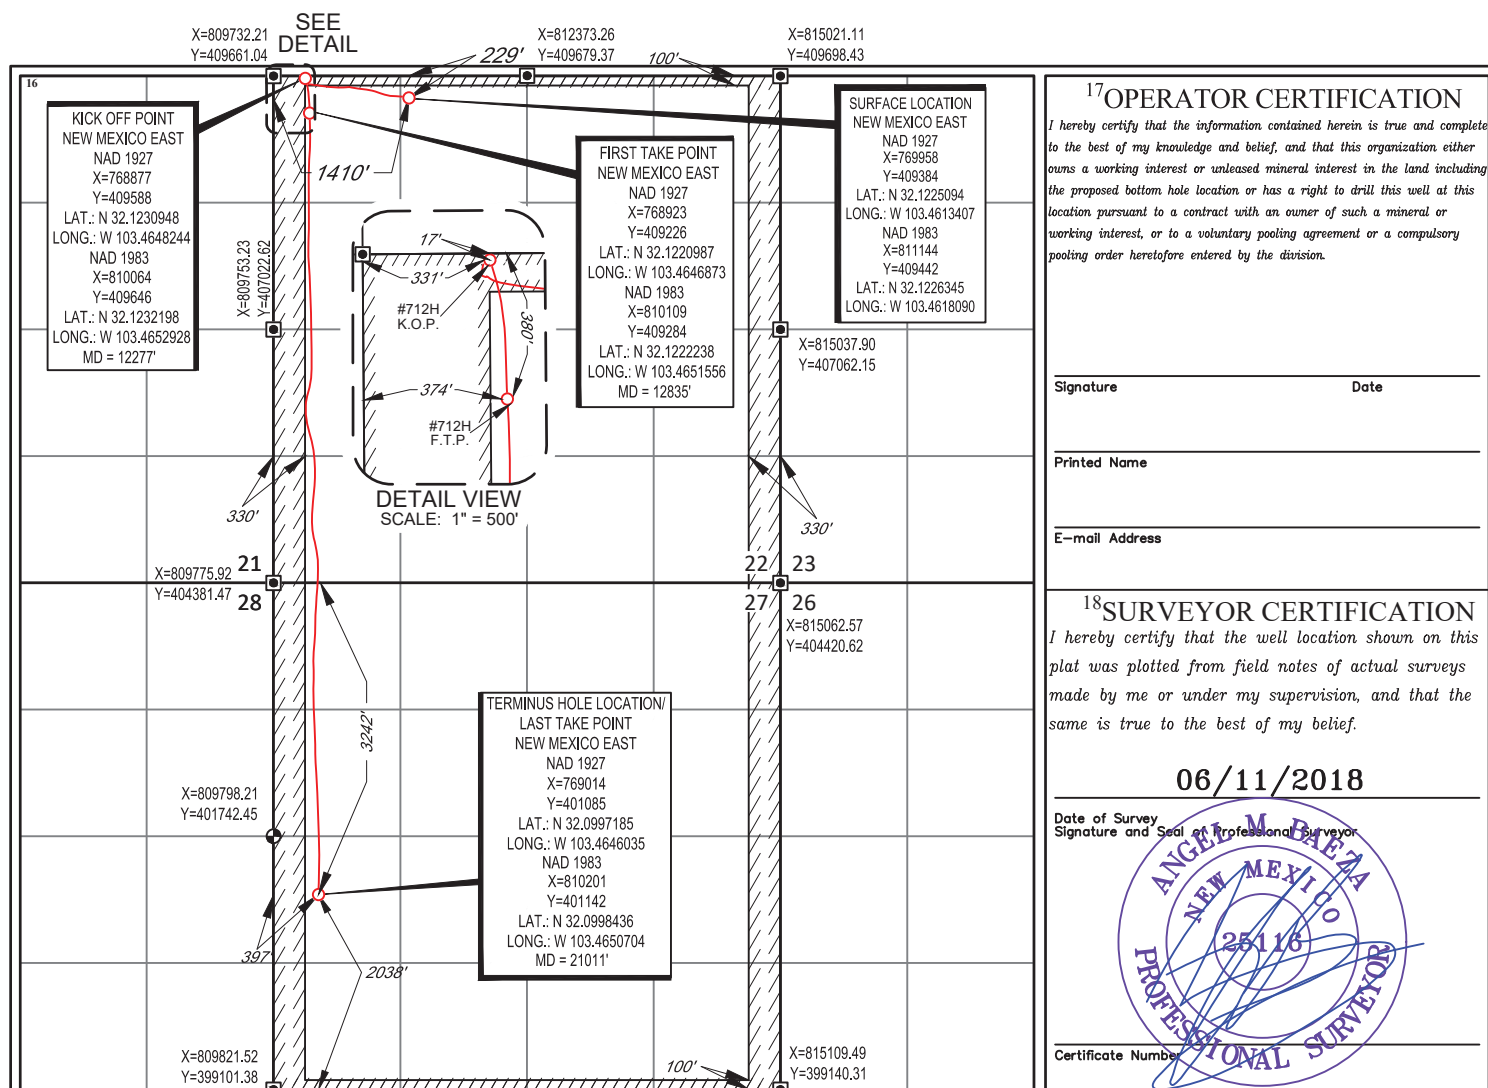 X=809732.21
Y=409661.04
SEE
DETAIL
X=812373.26
Y=409679.37
229'
100'
X=815021.11
Y=409698.43
16
KICK OFF POINT
NEW MEXICO EAST
NAD 1927
X=768877
Y=409588
LAT.: N 32.1230948
LONG.: W 103.4648244
NAD 1983
X=810064
Y=409646
LAT.: N 32.1232198
LONG.: W 103.4652928
MD = 12277'
1410'
FIRST TAKE POINT
NEW MEXICO EAST
NAD 1927
X=768923
Y=409226
LAT.: N 32.1220987
LONG.: W 103.4646873
NAD 1983
X=810109
Y=409284
LAT.: N 32.1222238
LONG.: W 103.4651556
MD = 12835'
SURFACE LOCATION
NEW MEXICO EAST
NAD 1927
X=769958
Y=409384
LAT.: N 32.1225094
LONG.: W 103.4613407
NAD 1983
X=811144
Y=409442
LAT.: N 32.1226345
LONG.: W 103.4618090
X=809753.23
Y=407022.62
17'
331'
#712H
K.O.P.
380'
374'
#712H
F.T.P.
DETAIL VIEW
SCALE: 1" = 500'
X=815037.90
Y=407062.15
330'
330'
X=809775.92
Y=404381.47
21
28
22 23
27 26
X=815062.57
Y=404420.62
3242'
TERMINUS HOLE LOCATION/
LAST TAKE POINT
NEW MEXICO EAST
NAD 1927
X=769014
Y=401085
LAT.: N 32.0997185
LONG.: W 103.4646035
NAD 1983
X=810201
Y=401142
LAT.: N 32.0998436
LONG.: W 103.4650704
MD = 21011'
X=809798.21
Y=401742.45
397'
2038'
X=809821.52
Y=399101.38
100'
X=815109.49
Y=399140.31
17 OPERATOR CERTIFICATION
I hereby certify that the information contained herein is true and complete
to the best of my knowledge and belief, and that this organization either
owns a working interest or unleased mineral interest in the land including
the proposed bottom hole location or has a right to drill this well at this
location pursuant to a contract with an owner of such a mineral or
working interest, or to a voluntary pooling agreement or a compulsory
pooling order heretofore entered by the division.
Signature Date
Printed Name
E-mail Address
18 SURVEYOR CERTIFICATION
I hereby certify that the well location shown on this
plat was plotted from field notes of actual surveys
made by me or under my supervision, and that the
same is true to the best of my belief.
06/11/2018
Date of Survey
Signature and Seal of Professional Surveyor
ANGEL M. BAEZA
NEW MEXICO
25116
PROFESSIONAL SURVEYOR
Certificate Number